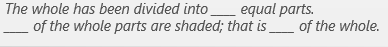 The whole has been divided into ____ equal parts.
____ of the whole parts are shaded; that is ____ of the whole.